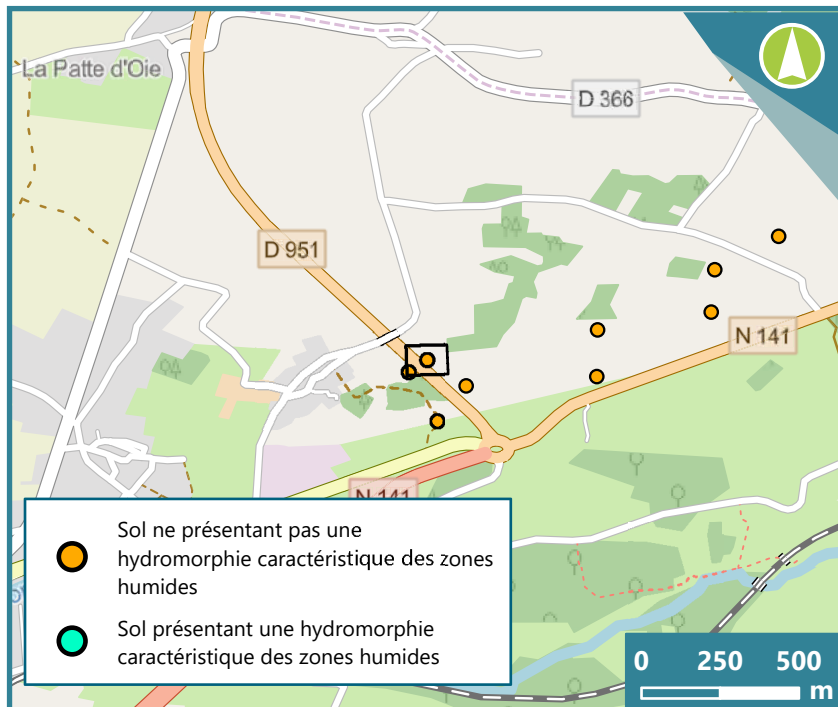 La Patte d'Oie
D 366
D 951
N 141
N 141
Sol ne présentant pas une
hydromorphie caractéristique des zones
humides
Sol présentant une hydromorphie
caractéristique des zones humides
0 250 500
m